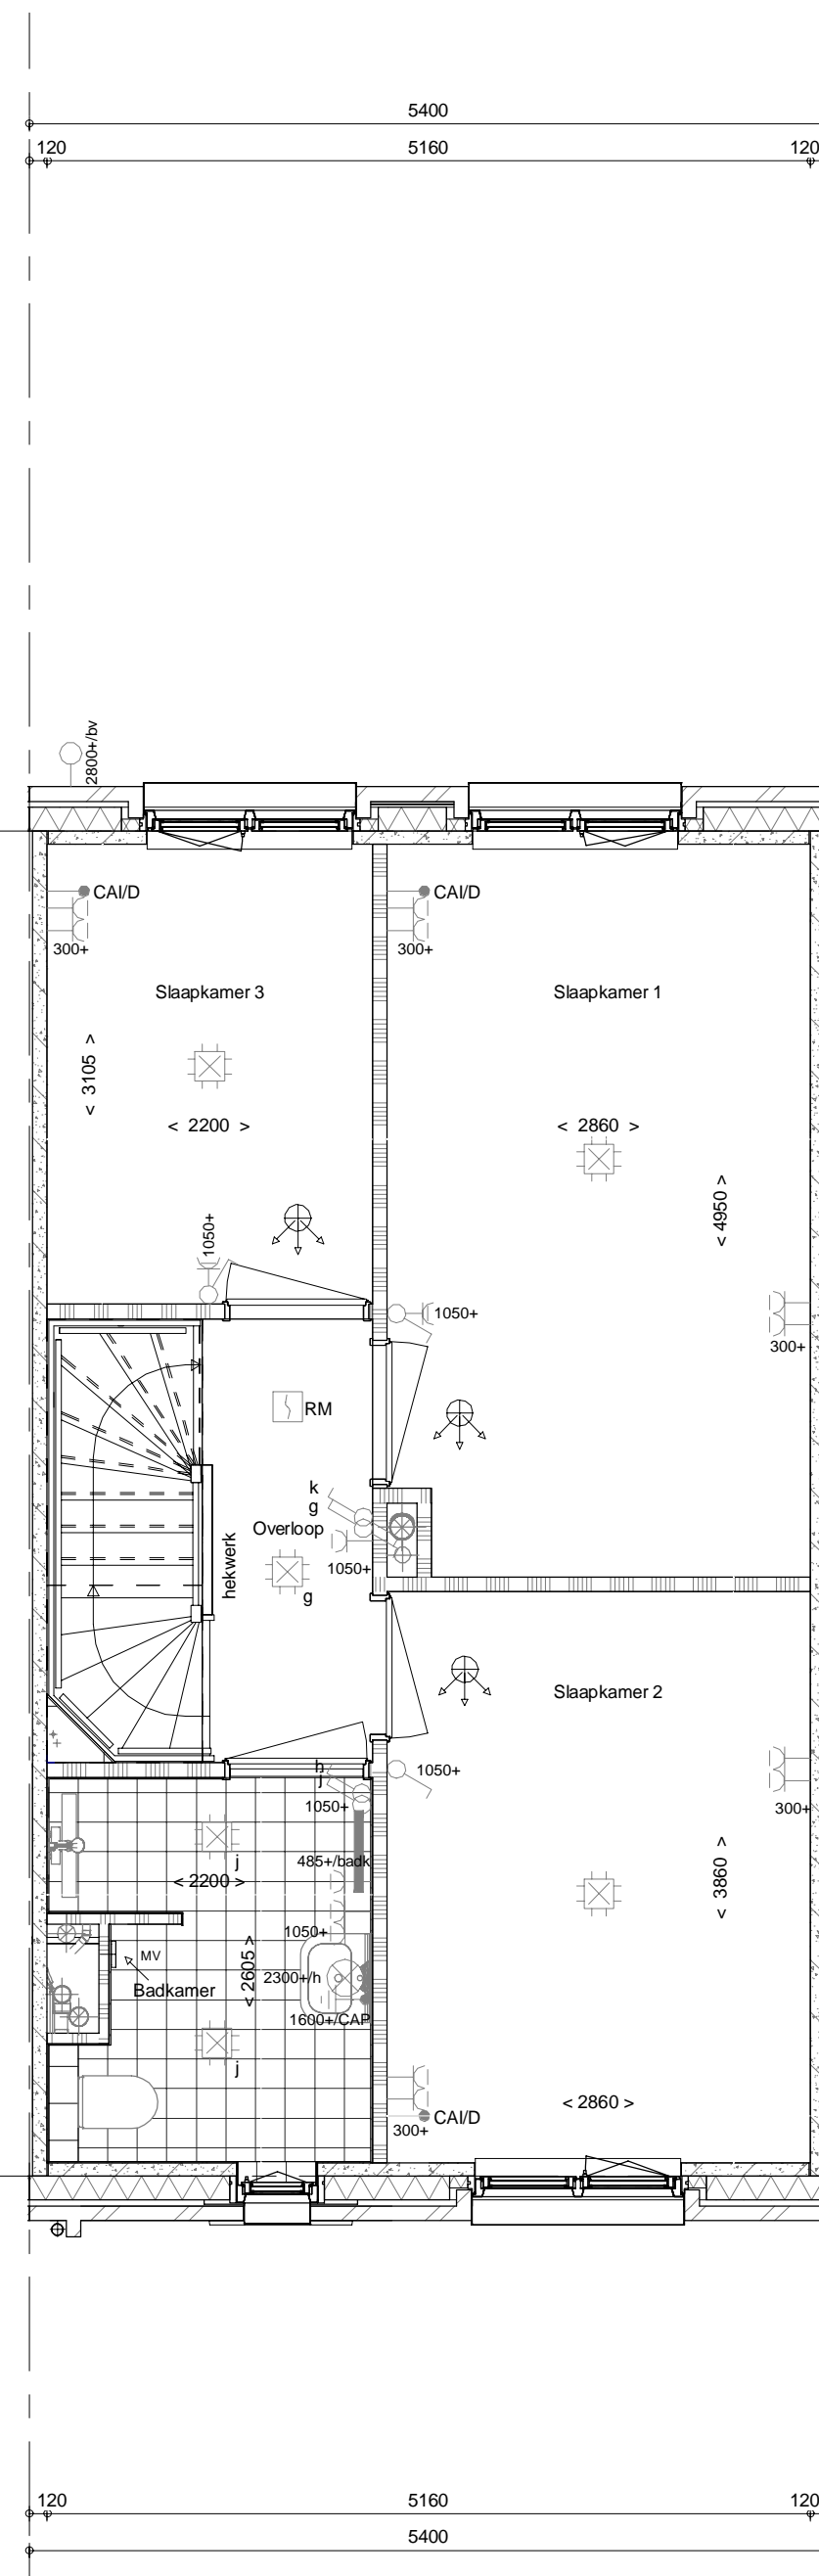 5400
120 5160 120
2800+/bv
CAI/D CAI/D
300+ 300+
Slaapkamer 3 Slaapkamer 1
< 3105 >
< 2200 > < 2860 >
< 4950 >
1050+
1050+
300+
RM
k
g
Overloop
hekwerk
1050+
g
Slaapkamer 2
h
j
1050+
1050+
300+
j
485+/badk
< 2200 >
< 3860 >
1050+
< 2605 >
MV
2300+/h
Badkamer
1600+/CAP
j
< 2860 >
CAI/D
300+
120 5160 120
5400